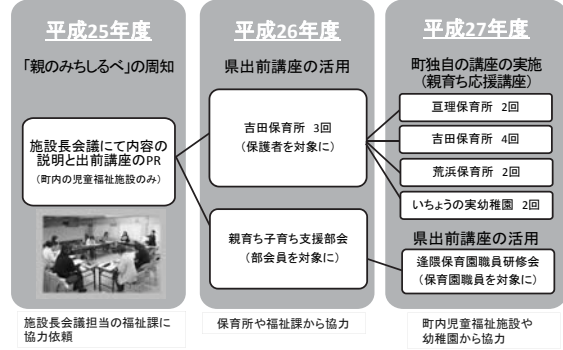 平成25年度
「親のみちしるべ」の周知
施設長会議にて内容の
説明と出前講座のPR
（町内の児童福祉施設のみ）
施設長会議担当の福祉課に
協力依頼
平成26年度
県出前講座の活用
吉田保育所 3回
（保護者を対象に）
親育ち子育ち支援部会
（部会員を対象に）
保育所や福祉課から協力
平成27年度
町独自の講座の実施
（親育ち応援講座）
亘理保育所 2回
吉田保育所 4回
荒浜保育所 2回
いちょうの実幼稚園 2回
県出前講座の活用
逢隈保育園職員研修会
（保育園職員を対象に）
町内児童福祉施設や
幼稚園から協力